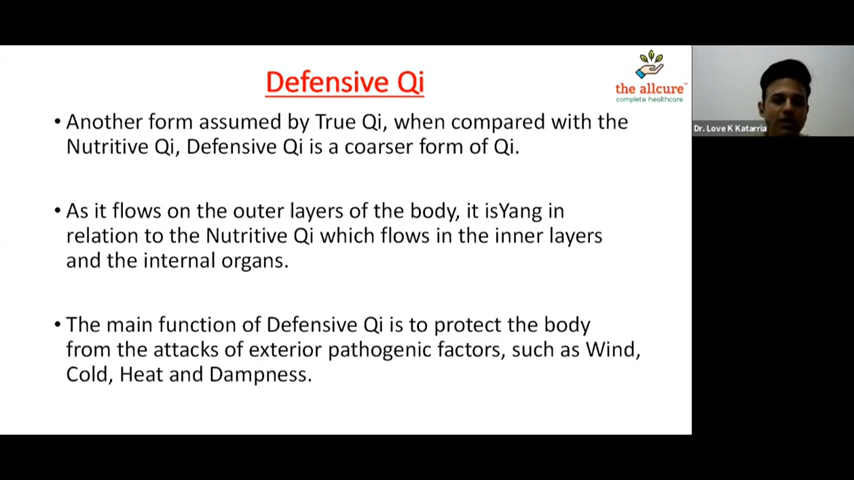 Defensive Qi
the allcure™
complete healthcare
• Another form assumed by True Qi, when compared with the
Nutritive Qi, Defensive Qi is a coarser form of Qi.
• As it flows on the outer layers of the body, it isYang in
relation to the Nutritive Qi which flows in the inner layers
and the internal organs.
• The main function of Defensive Qi is to protect the body
from the attacks of exterior pathogenic factors, such as Wind,
Cold, Heat and Dampness.
Dr. Love K Katarria